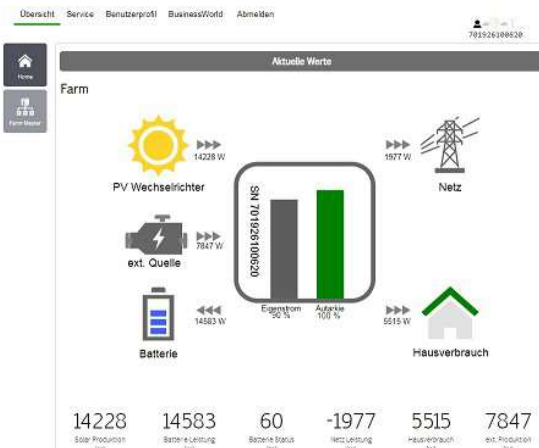 Übersicht Service Benutzerprofil BusinessWorld Abmelden
701926100620
Home
Farm Master
Aktuelle Werte
Farm
14228 W
1977 W
PV Wechselrichter
Netz
SN 701926100620
7847 W
ext. Quelle
14583 W
Eigenstrom
90 %
Autarkie
100 %
5515 W
Batterie
Hausverbrauch
14228 14583 60 -1977 5515 7847
Solar Produktion Batterie Leistung Batterie Status Netz Leistung Hausverbrauch ext. Produktion